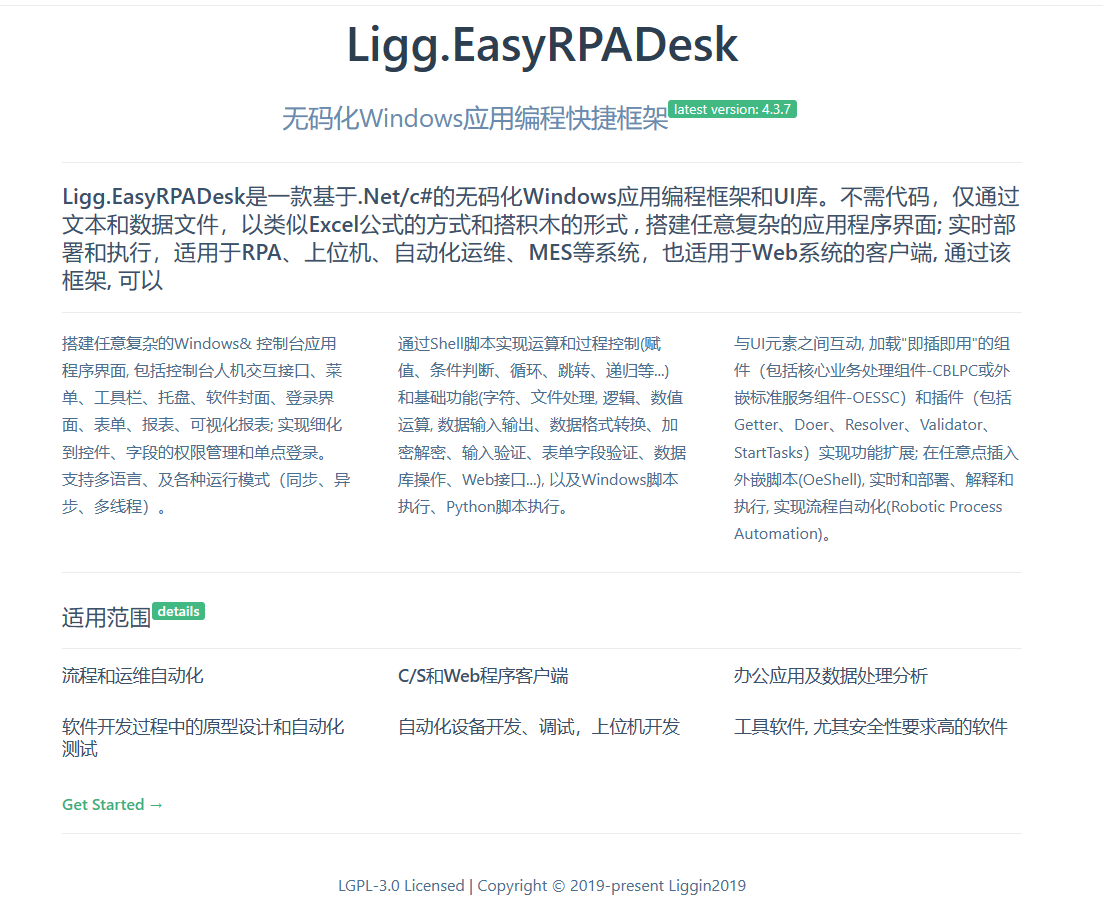 Ligg.EasyRPADesk
无码化Windows应用编程快捷框架 latest version: 4.3.7
Ligg.EasyRPADesk是一款基于.Net/c#的无码化Windows应用编程框架和UI库。不需代码，仅通过
文本和数据文件，以类似Excel公式的方式和搭积木的形式 , 搭建任意复杂的应用程序界面; 实时部
署和执行，适用于RPA、上位机、自动化运维、MES等系统，也适用于Web系统的客户端, 通过该
框架, 可以
搭建任意复杂的Windows& 控制台应用
程序界面, 包括控制台人机交互接口、菜
单、工具栏、托盘、软件封面、登录界
面、表单、报表、可视化报表; 实现细化
到控件、字段的权限管理和单点登录。
支持多语言、及各种运行模式（同步、异
步、多线程）。
通过Shell脚本实现运算和过程控制(赋
值、条件判断、循环、跳转、递归等...)
和基础功能(字符、文件处理, 逻辑、数值
运算, 数据输入输出、数据格式转换、加
密解密、输入验证、表单字段验证、数据
库操作、Web接口...), 以及Windows脚本
执行、Python脚本执行。
与UI元素之间互动, 加载"即插即用"的组
件（包括核心业务处理组件-CBLPC或外
嵌标准服务组件-OESSC）和插件（包括
Getter、Doer、Resolver、Validator、
StartTasks）实现功能扩展; 在任意点插入
外嵌脚本(OeShell), 实时和部署、解释和
执行, 实现流程自动化(Robotic Process
Automation)。
适用范围 details
流程和运维自动化
C/S和Web程序客户端
办公应用及数据处理分析
软件开发过程中的原型设计和自动化
测试
自动化设备开发、调试，上位机开发
工具软件, 尤其安全性要求高的软件
Get Started →
LGPL-3.0 Licensed | Copyright © 2019-present Liggin2019